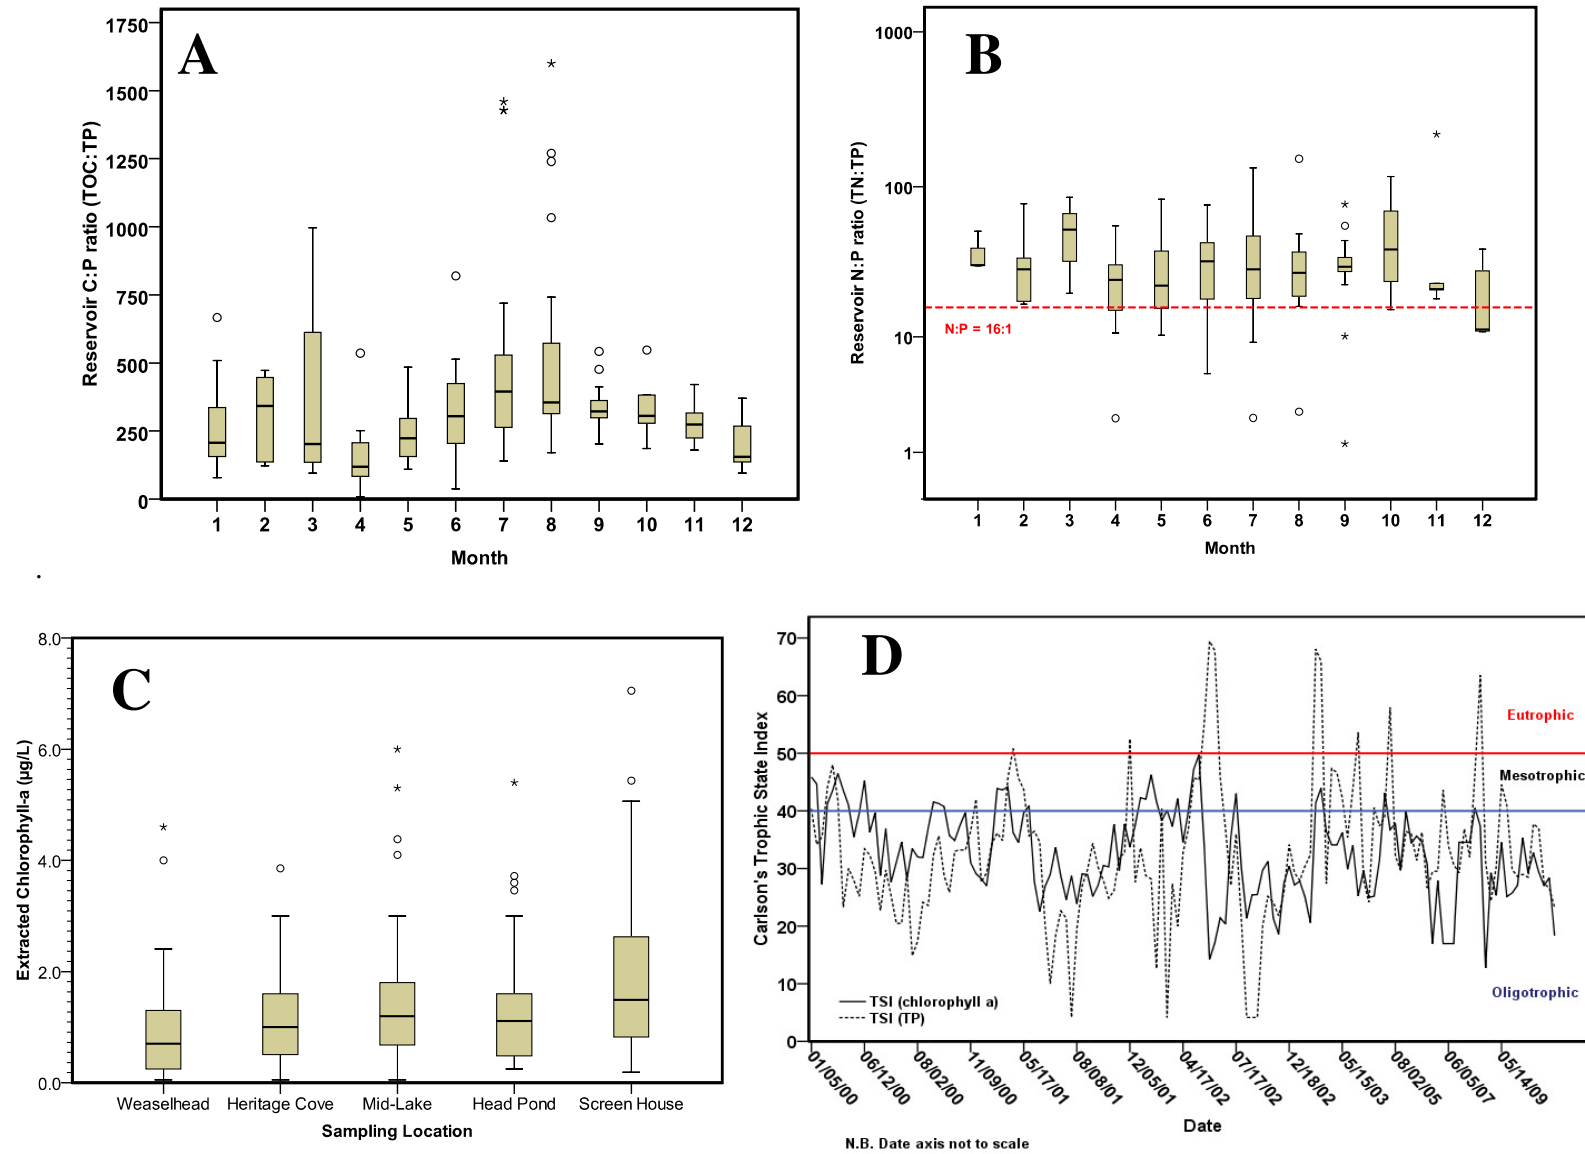 A
1750
1500
1250
1000
750
500
250
0
Reservoir C:P ratio (TOC:TP)
1 2 3 4 5 6 7 8 9 10 11 12
Month
B
1000
100
10
1
Reservoir N:P ratio (TN:TP)
N:P = 16:1
1 2 3 4 5 6 7 8 9 10 11 12
Month
C
8.0
6.0
4.0
2.0
0.0
Extracted Chlorophyll-a (µg/L)
Weaselhead Heritage Cove Mid-Lake Head Pond Screen House
Sampling Location
D
70
60
50
40
30
20
10
0
Carlson's Trophic State Index
Eutrophic
Mesotrophic
Oligotrophic
TSI (chlorophyll a)
TSI (TP)
01/05/00 06/12/00 08/02/00 11/09/00 05/17/01 08/08/01 12/05/01 04/17/02 07/17/02 12/18/02 05/15/03 08/02/05 06/05/07 05/14/09
Date
N.B. Date axis not to scale